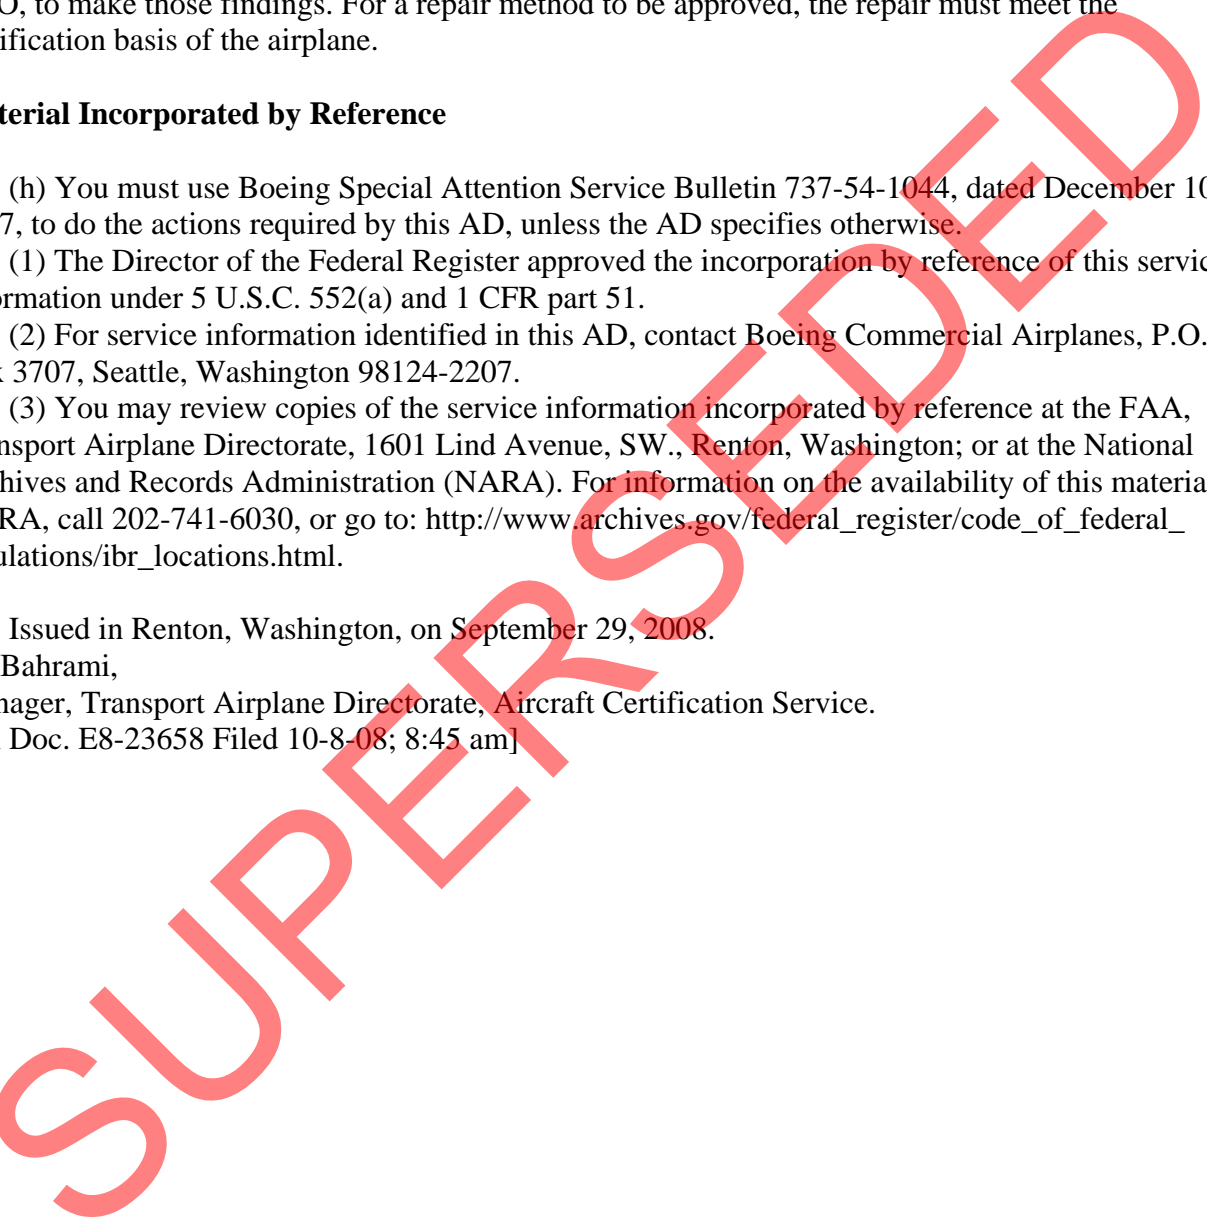 O, to make those findings. For a repair method to be approved, the repair must meet the
ification basis of the airplane.
terial Incorporated by Reference
(h) You must use Boeing Special Attention Service Bulletin 737-54-1044, dated December 10
7, to do the actions required by this AD, unless the AD specifies otherwise.
(1) The Director of the Federal Register approved the incorporation by reference of this servic
ormation under 5 U.S.C. 552(a) and 1 CFR part 51.
(2) For service information identified in this AD, contact Boeing Commercial Airplanes, P.O.
x 3707, Seattle, Washington 98124-2207.
(3) You may review copies of the service information incorporated by reference at the FAA,
nsport Airplane Directorate, 1601 Lind Avenue, SW., Renton, Washington; or at the National
hives and Records Administration (NARA). For information on the availability of this materia
RA, call 202-741-6030, or go to: http://www.archives.gov/federal_register/code_of_federal_
ulations/ibr_locations.html.
Issued in Renton, Washington, on September 29, 2008.
Bahrami,
nager, Transport Airplane Directorate, Aircraft Certification Service.
Doc. E8-23658 Filed 10-8-08; 8:45 am]
SUPERSEDED